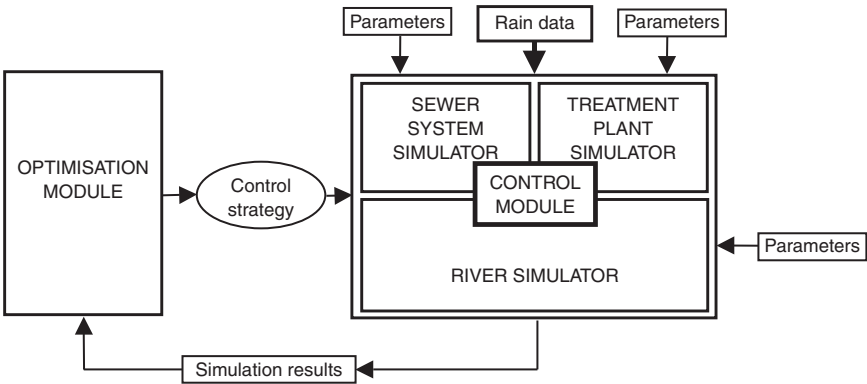 Parameters
Rain data
Parameters
SEWER
SYSTEM
SIMULATOR
TREATMENT
PLANT
SIMULATOR
OPTIMISATION
MODULE
Control
strategy
CONTROL
MODULE
Parameters
RIVER SIMULATOR
Simulation results